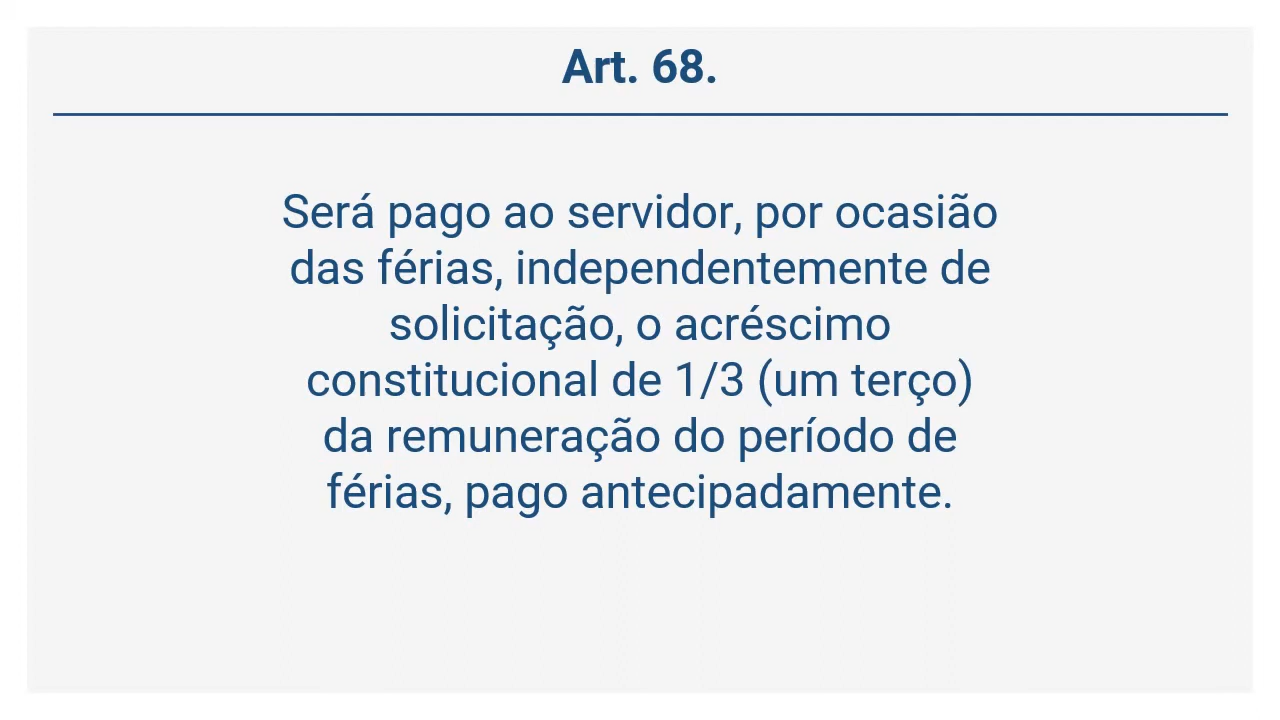 Art. 68.
Será pago ao servidor, por ocasião
das férias, independentemente de
solicitação, o acréscimo
constitucional de 1/3 (um terço)
da remuneração do período de
férias, pago antecipadamente.